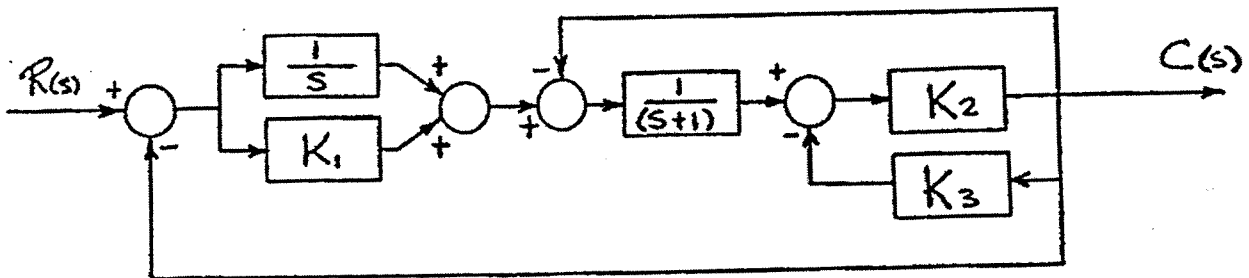 R(s)
+
-
1
S
K1
+
+
-
+
1
(S+1)
+
-
K2
K3
C(s)